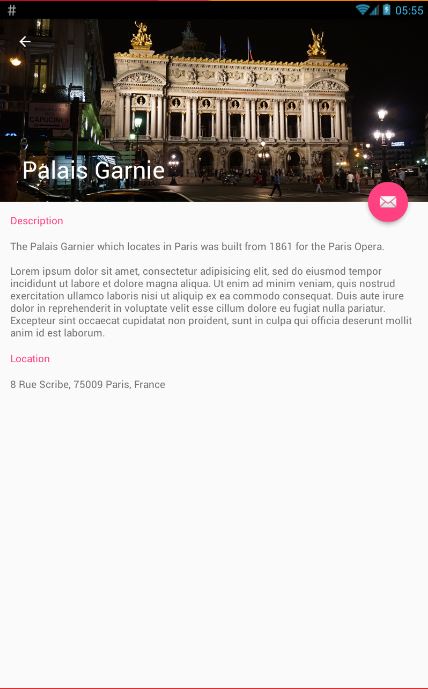 # 05:55
CAPUCINES
Palais Garnie
Description
The Palais Garnier which locates in Paris was built from 1861 for the Paris Opera.
Lorem ipsum dolor sit amet, consectetur adipisicing elit, sed do eiusmod tempor
incididunt ut labore et dolore magna aliqua. Ut enim ad minim veniam, quis nostrud
exercitation ullamco laboris nisi ut aliquip ex ea commodo consequat. Duis aute irure
dolor in reprehenderit in voluptate velit esse cillum dolore eu fugiat nulla pariatur.
Excepteur sint occaecat cupidatat non proident, sunt in culpa qui officia deserunt mollit
anim id est laborum.
Location
8 Rue Scribe, 75009 Paris, France